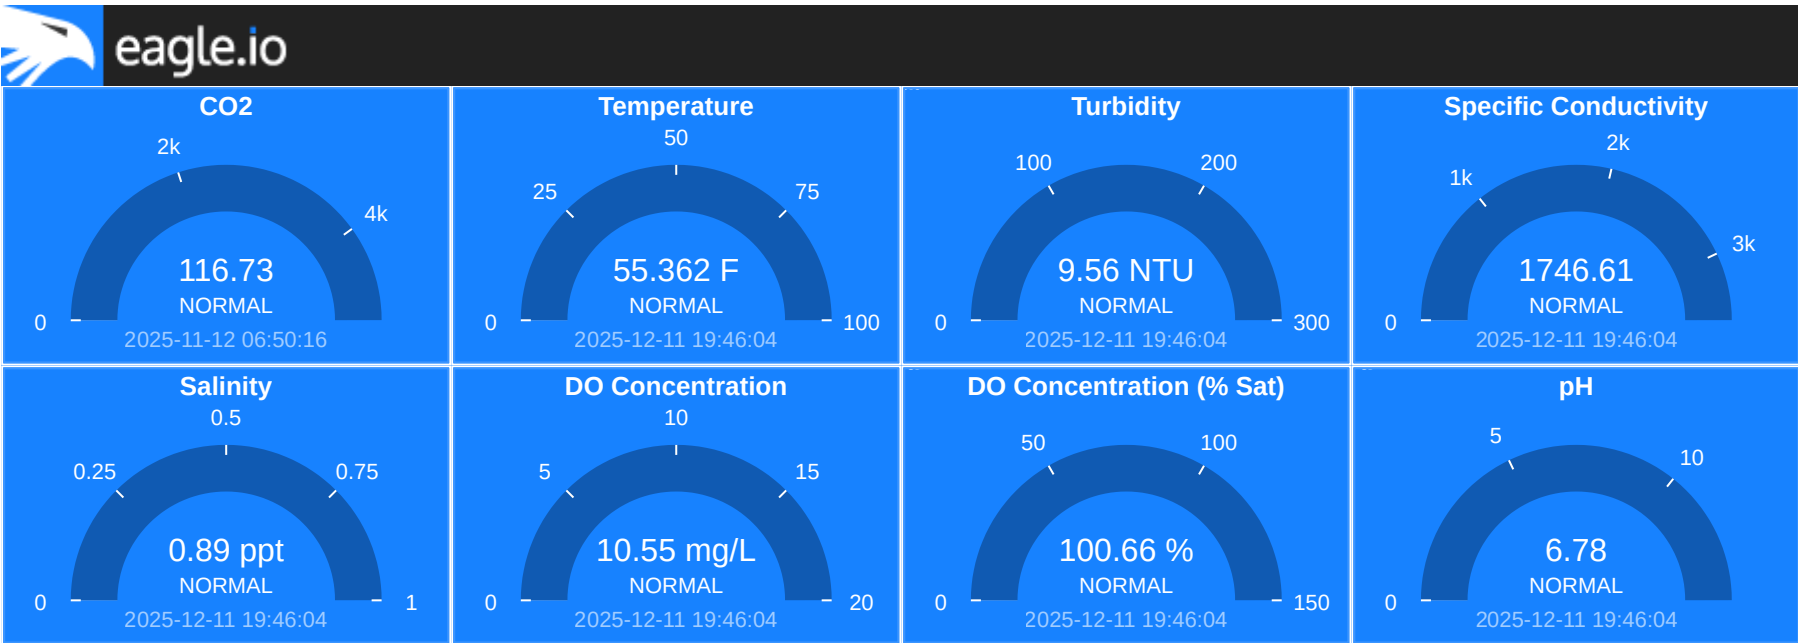 eagle.io
CO2
2k
4k
116.73
NORMAL
0
2025-11-12 06:50:16
Temperature
50
25
75
55.362 F
NORMAL
0
100
2025-12-11 19:46:04
Turbidity
100
200
9.56 NTU
NORMAL
0
300
2025-12-11 19:46:04
Specific Conductivity
2k
1k
3k
1746.61
NORMAL
0
2025-12-11 19:46:04
Salinity
0.5
0.25
0.75
0.89 ppt
NORMAL
0
1
2025-12-11 19:46:04
DO Concentration
10
5
15
10.55 mg/L
NORMAL
0
20
2025-12-11 19:46:04
DO Concentration (% Sat)
50
100
100.66 %
NORMAL
0
150
2025-12-11 19:46:04
pH
5
10
6.78
NORMAL
0
2025-12-11 19:46:04